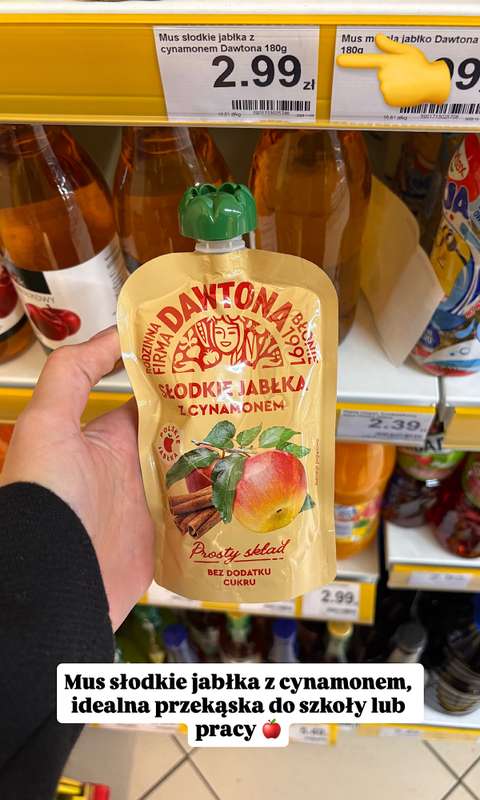 Mus słodkie jabłka z
cynamonem Dawtona 180g
2.99 zł
Mus jabłko Dawtona
180g
RODZINNA
FIRMA
DAWTONA
BŁONIE
1991
SŁODKIE JABŁKA
Z CYNAMONEM
POLSKIE
JABŁKA
Prosty skład
BEZ DODATKU
CUKRU
2.39
2.99
Mus słodkie jabłka z cynamonem,
idealna przekąska do szkoły lub
pracy 🍎